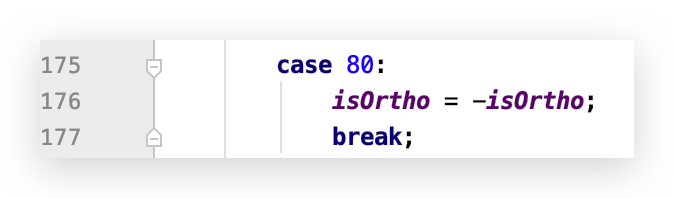 175 case 80:
176 isOrtho = -isOrtho;
177 break;